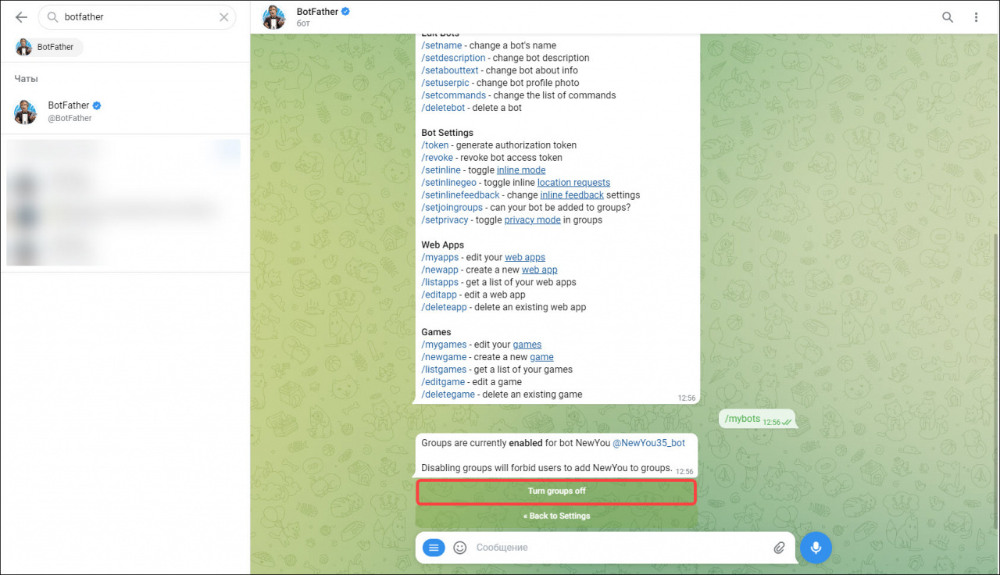 botfather
BotFather
Чаты
BotFather
@BotFather
BotFather
бот
Edit Bots
/setname - change a bot's name
/setdescription - change bot description
/setabouttext - change bot about info
/setuserpic - change bot profile photo
/setcommands - change the list of commands
/deletebot - delete a bot
Bot Settings
/token - generate authorization token
/revoke - revoke bot access token
/setinline - toggle inline mode
/setinlinegeo - toggle inline location requests
/setinlinefeedback - change inline feedback settings
/setjoingroups - can your bot be added to groups?
/setprivacy - toggle privacy mode in groups
Web Apps
/myapps - edit your web apps
/newapp - create a new web app
/listapps - get a list of your web apps
/editapp - edit a web app
/deleteapp - delete an existing web app
Games
/mygames - edit your games
/newgame - create a new game
/listgames - get a list of your games
/editgame - edit a game
/deletegame - delete an existing game
12:56
/mybots 12:56
Groups are currently enabled for bot NewYou @NewYou35_bot
Disabling groups will forbid users to add NewYou to groups. 12:56
Turn groups off
« Back to Settings
Сообщение